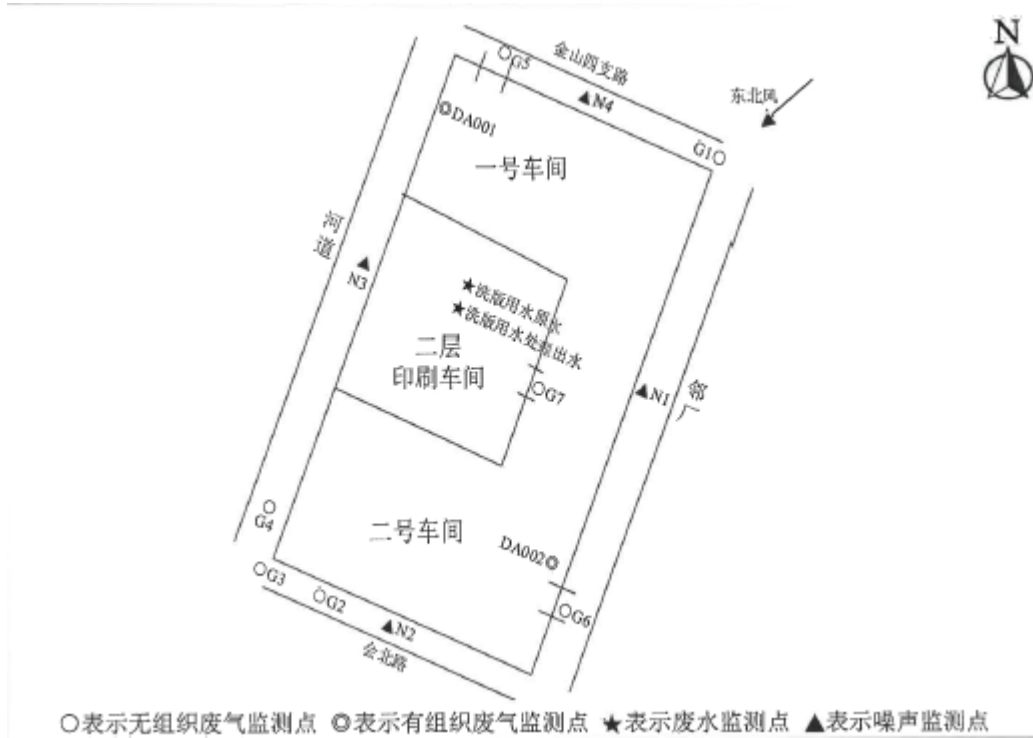 N
金山四支路
G5
N4
东北风
DA001
G1
一号车间
河道
N3
洗版用水原水
洗版用水处理出水
二层
印刷车间
G7
N1
邻厂
G4
二号车间
DA002
G3
G2
G6
N2
会北路
○表示无组织废气监测点 ◎表示有组织废气监测点 ★表示废水监测点 ▲表示噪声监测点